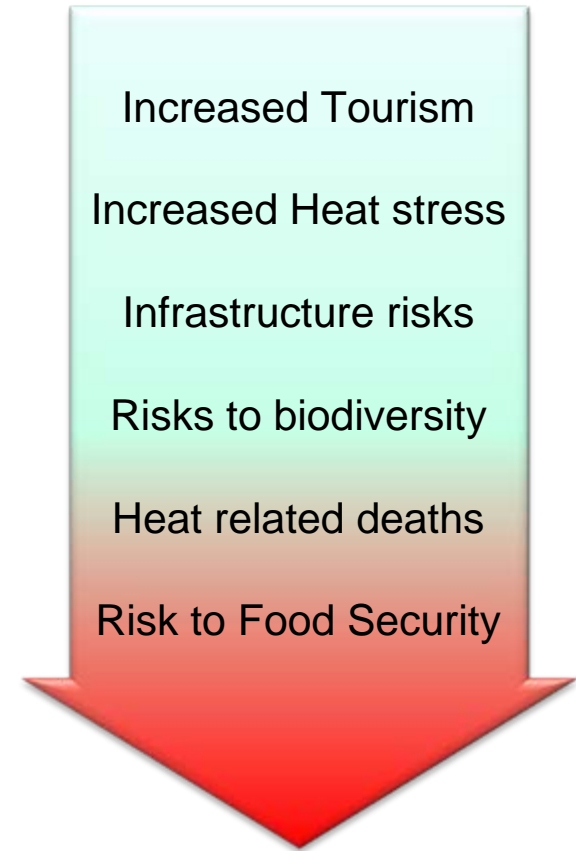 Increased Tourism
Increased Heat stress
Infrastructure risks
Risks to biodiversity
Heat related deaths
Risk to Food Security